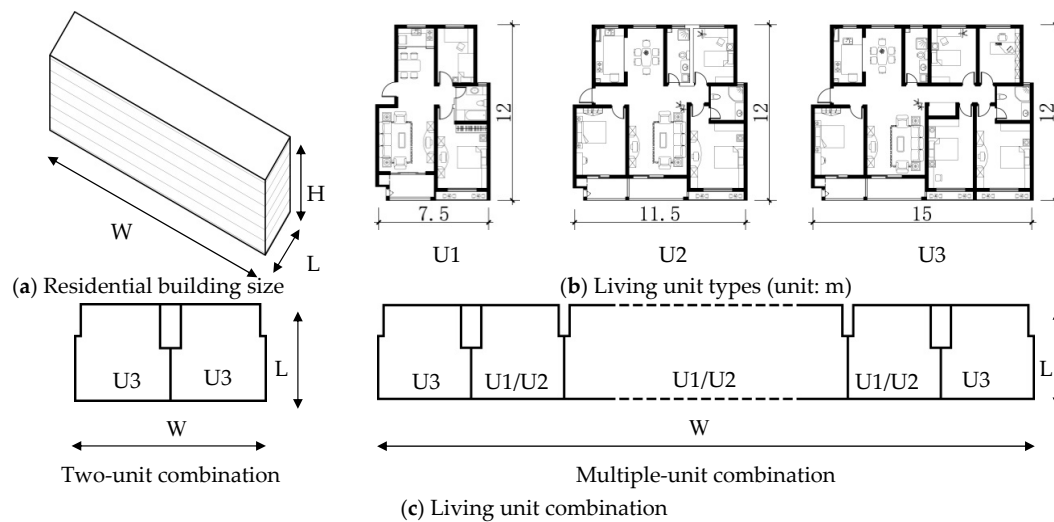 H
W
L
(a) Residential building size
12
7.5
U1
12
11.5
U2
12
15
U3
(b) Living unit types (unit: m)
U3 U3 L
W
Two-unit combination
U3 U1/U2 U1/U2 U1/U2 U3 L
W
Multiple-unit combination
(c) Living unit combination